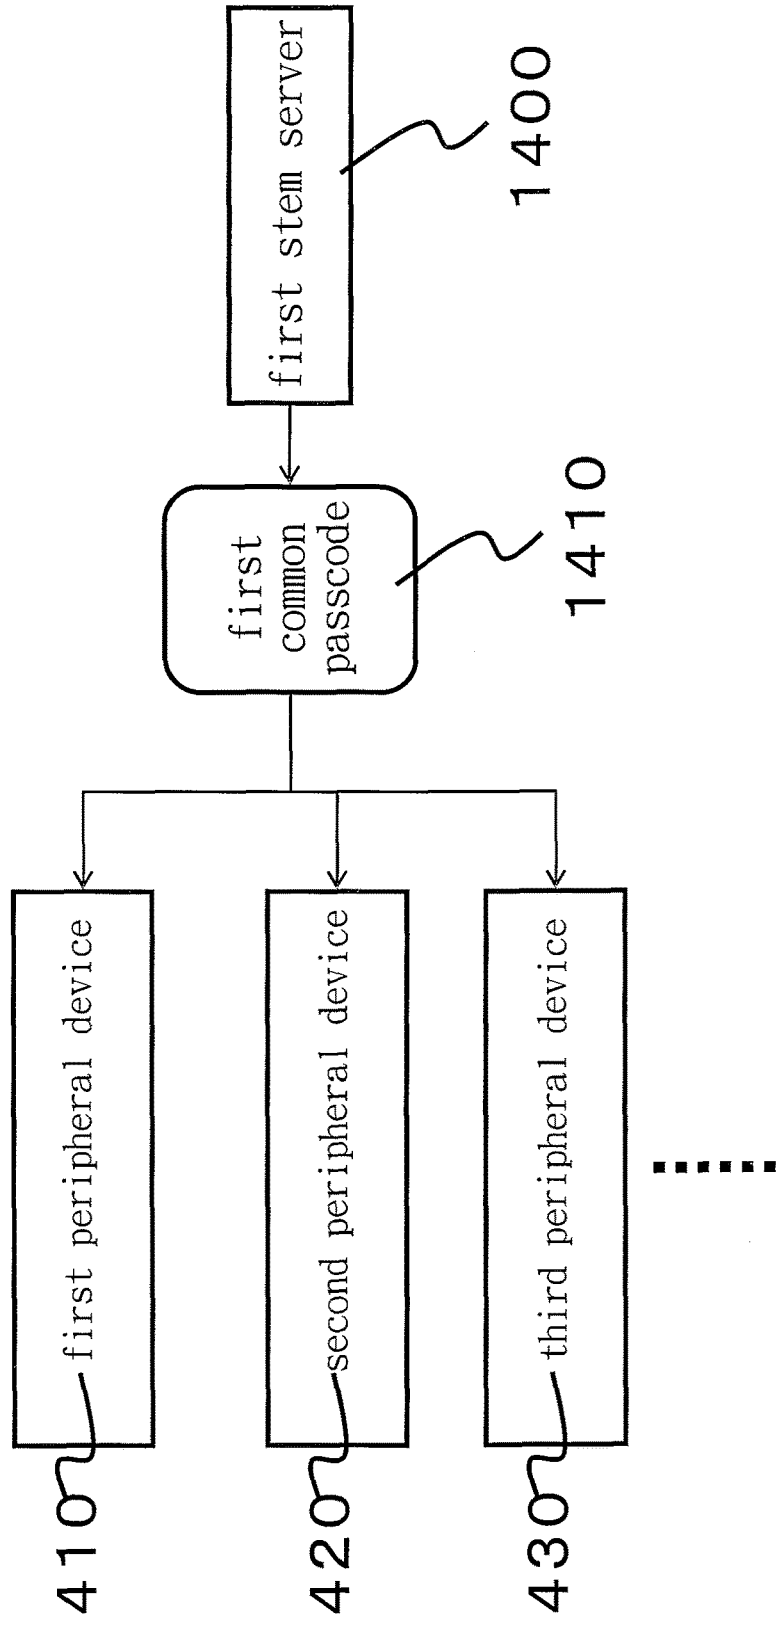 410
first peripheral device
420
second peripheral device
430
third peripheral device
first
common
passcode
1410
first stem server
1400